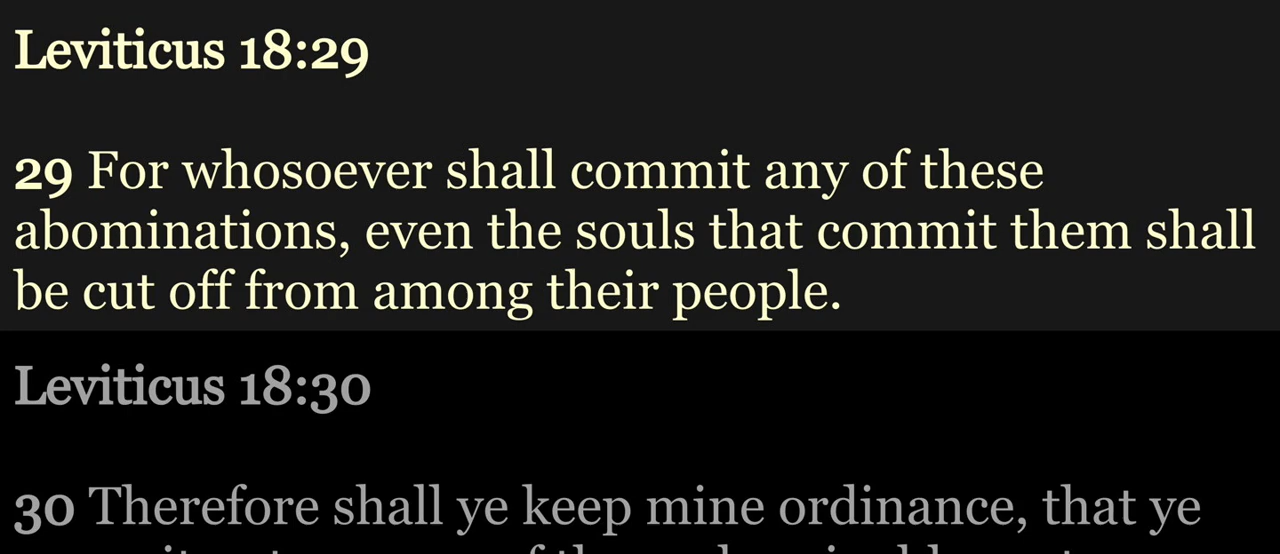 Leviticus 18:29
29 For whosoever shall commit any of these
abominations, even the souls that commit them shall
be cut off from among their people.
Leviticus 18:30
30 Therefore shall ye keep mine ordinance, that ye